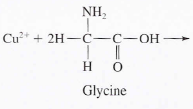 NH₂
Cu²⁺ + 2H—C—C—OH ⟶
H O
Glycine